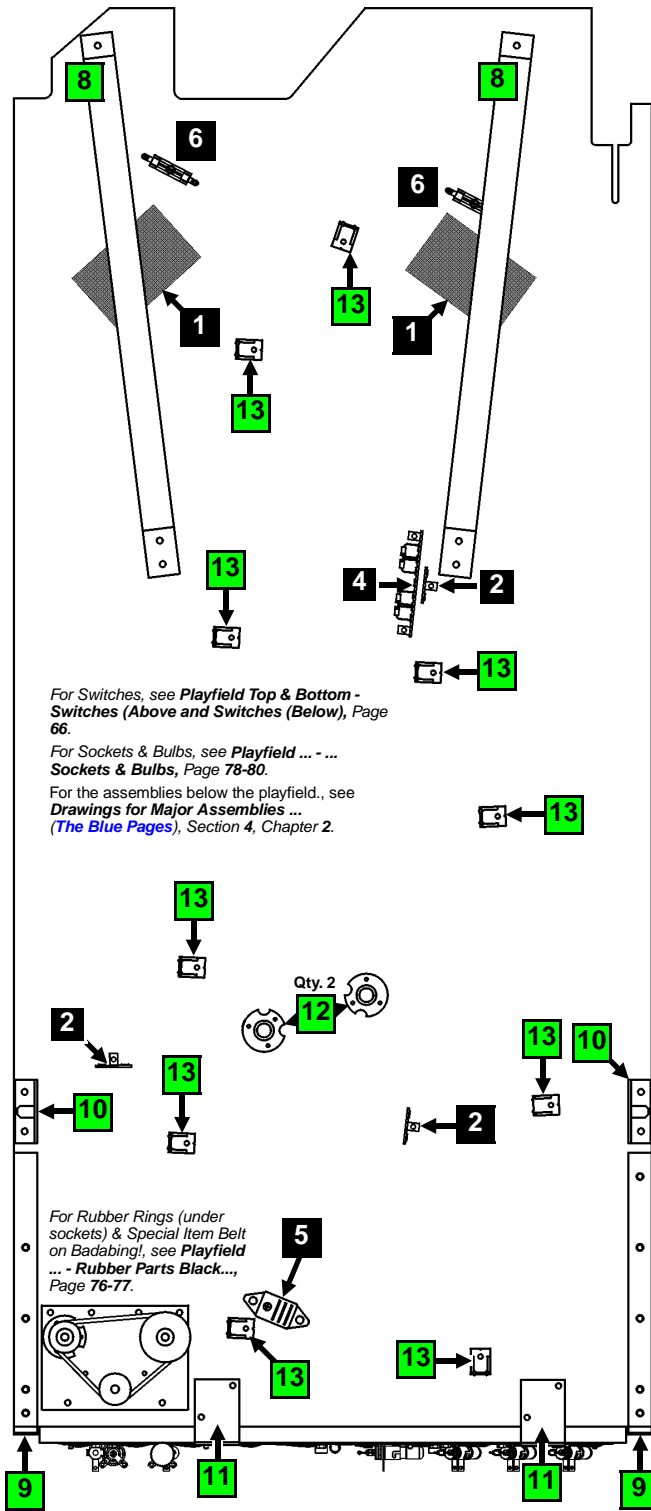 8
8
6
6
13
1
1
13
13
4
2
13
For Switches, see Playfield Top & Bottom -
Switches (Above and Switches (Below), Page
66.
For Sockets & Bulbs, see Playfield ... - ...
Sockets & Bulbs, Page 78-80.
For the assemblies below the playfield., see
Drawings for Major Assemblies ...
(The Blue Pages), Section 4, Chapter 2.
13
13
Qty. 2
12
2
13
13
10
10
2
For Rubber Rings (under
sockets) & Special Item Belt
on Badabing!, see Playfield
... - Rubber Parts Black...,
Page 76-77.
5
13
13
11
11
9
9